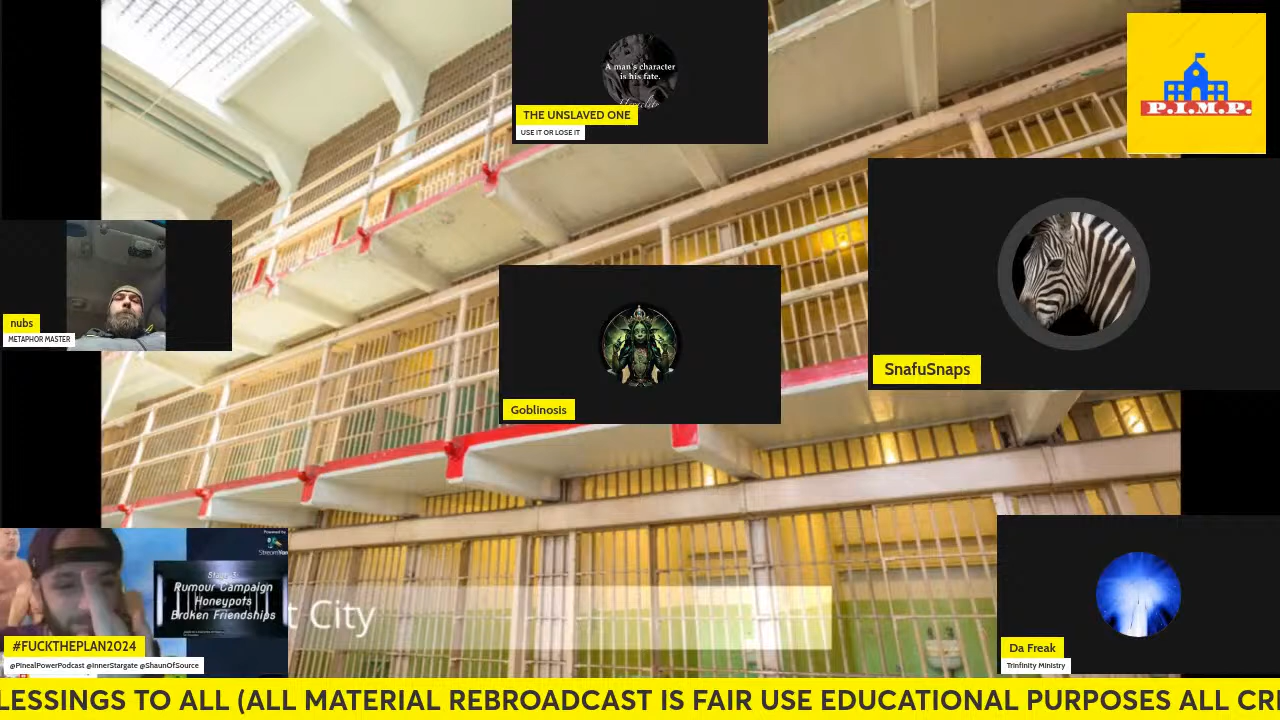 A man's character
is his fate.
THE UNSLAVED ONE
USE IT OR LOSE IT
P.I.M.P.
nubs
METAPHOR MASTER
SnafuSnaps
Goblinosis
Powered by
Rumour Campaign
Honeypots
Broken Friendships
t City
#FUCKTHEPLAN2024
@PinealPowerPodcast @InnerStargate @ShaunOfSource
Da Freak
Trinfinity Ministry
LESSINGS TO ALL (ALL MATERIAL REBROADCAST IS FAIR USE EDUCATIONAL PURPOSES ALL CR